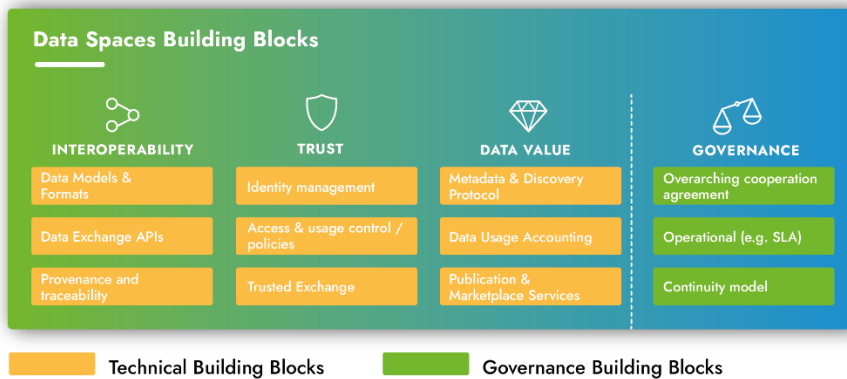 Data Spaces Building Blocks
INTEROPERABILITY
Data Models &
Formats
Data Exchange APIs
Provenance and
traceability
TRUST
Identity management
Access & usage control /
policies
Trusted Exchange
DATA VALUE
Metadata & Discovery
Protocol
Data Usage Accounting
Publication &
Marketplace Services
GOVERNANCE
Overarching cooperation
agreement
Operational (e.g. SLA)
Continuity model
Technical Building Blocks
Governance Building Blocks